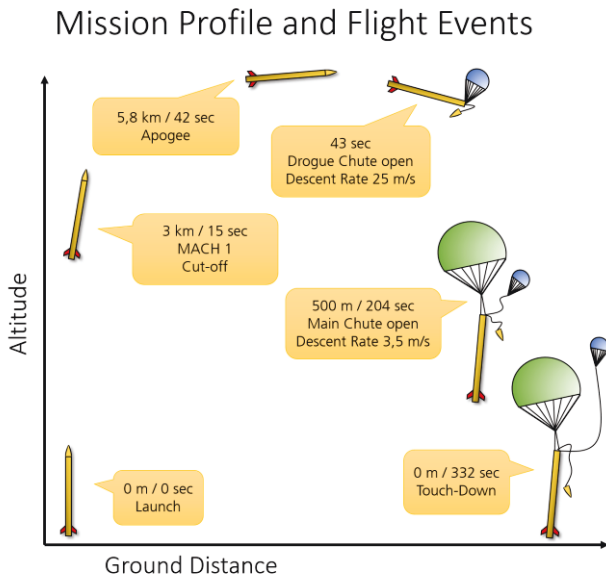 Mission Profile and Flight Events
5,8 km / 42 sec
Apogee
43 sec
Drogue Chute open
Descent Rate 25 m/s
3 km / 15 sec
MACH 1
Cut-off
500 m / 204 sec
Main Chute open
Descent Rate 3,5 m/s
0 m / 0 sec
Launch
0 m / 332 sec
Touch-Down
Altitude
Ground Distance